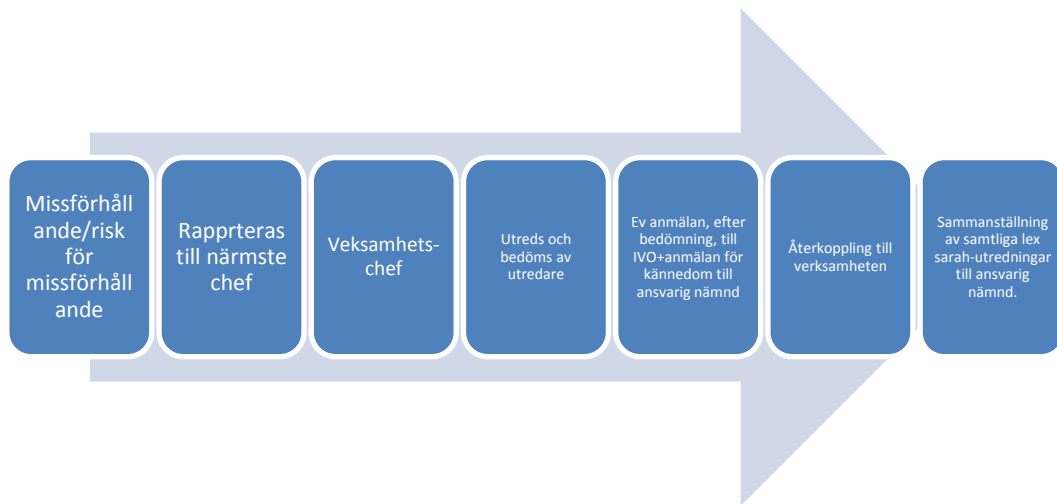 Missförhåll
ande/risk
för
missförhåll
ande
Rapprteras
till närmste
chef
Veksamhets-
chef
Utreds och
bedöms av
utredare
Ev anmälan, efter
bedömning, till
IVO+anmälan för
kännedom till
ansvarig nämnd
Återkoppling till
verksamheten
Sammanställning
av samtliga lex
sarah-utredningar
till ansvarig
nämnd.